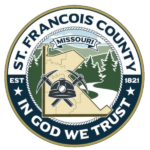 ST. FRANCOIS COUNTY
MISSOURI
EST 1821
IN GOD WE TRUST